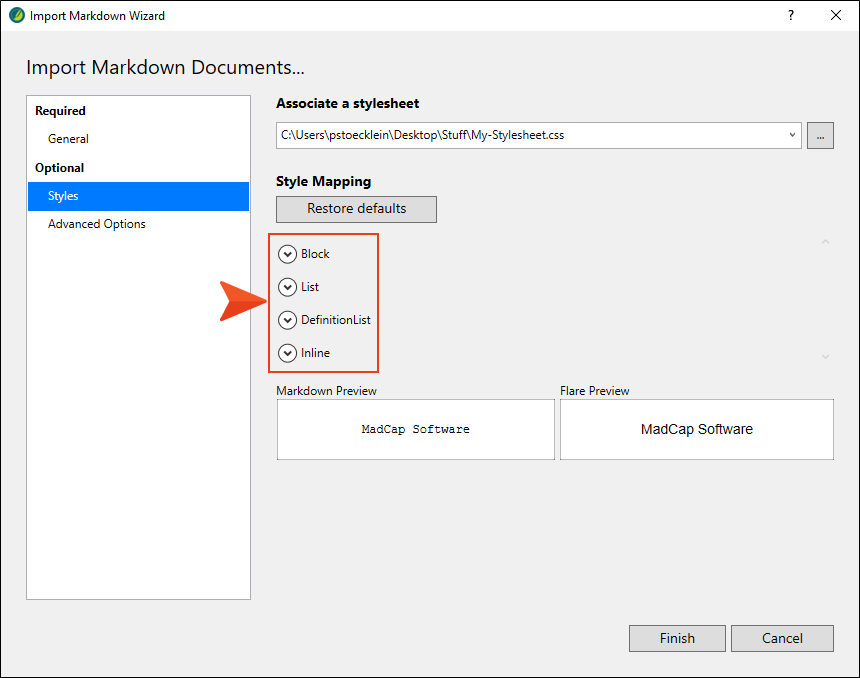 Import Markdown Wizard
?
Import Markdown Documents...
Required
General
Optional
Styles
Advanced Options
Associate a stylesheet
C:\Users\pstoecklein\Desktop\Stuff\My-Stylesheet.css
...
Style Mapping
Restore defaults
Block
List
DefinitionList
Inline
Markdown Preview
MadCap Software
Flare Preview
MadCap Software
Finish
Cancel